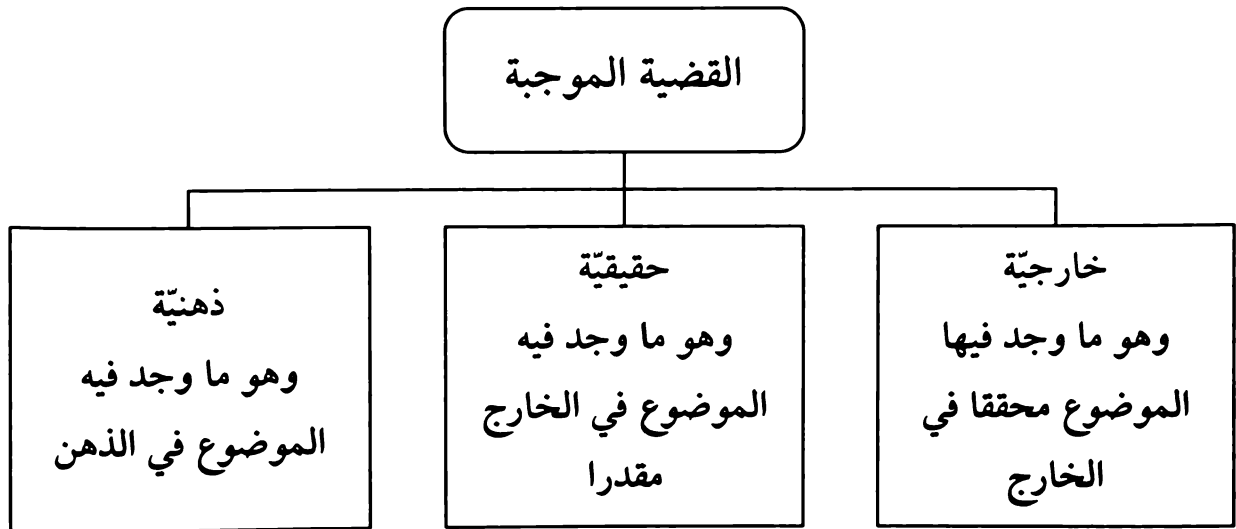 القضية الموجبة
خارجيّة
وهو ما وجد فيها
الموضوع محققا في
الخارج
حقيقيّة
وهو ما وجد فيه
الموضوع في الخارج
مقدرا
ذهنيّة
وهو ما وجد فيه
الموضوع في الذهن